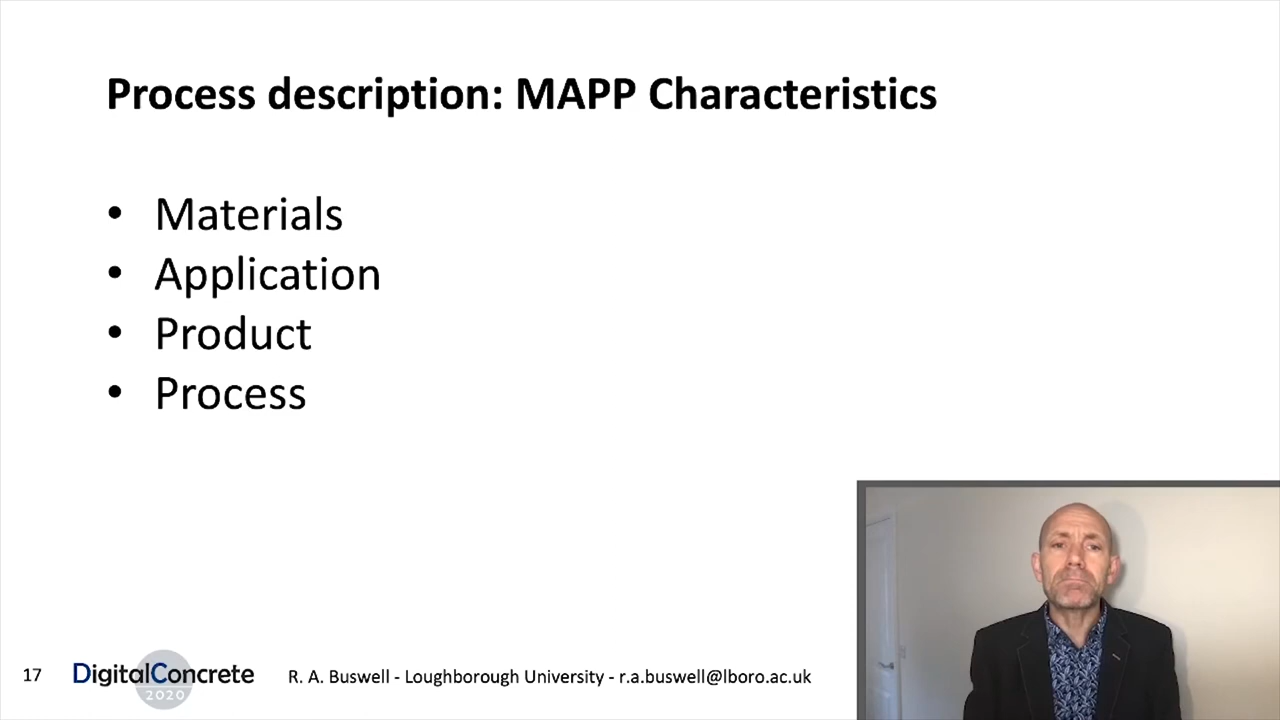 Process description: MAPP Characteristics
• Materials
• Application
• Product
• Process
17
DigitalConcrete
2020
R. A. Buswell - Loughborough University - r.a.buswell@lboro.ac.uk